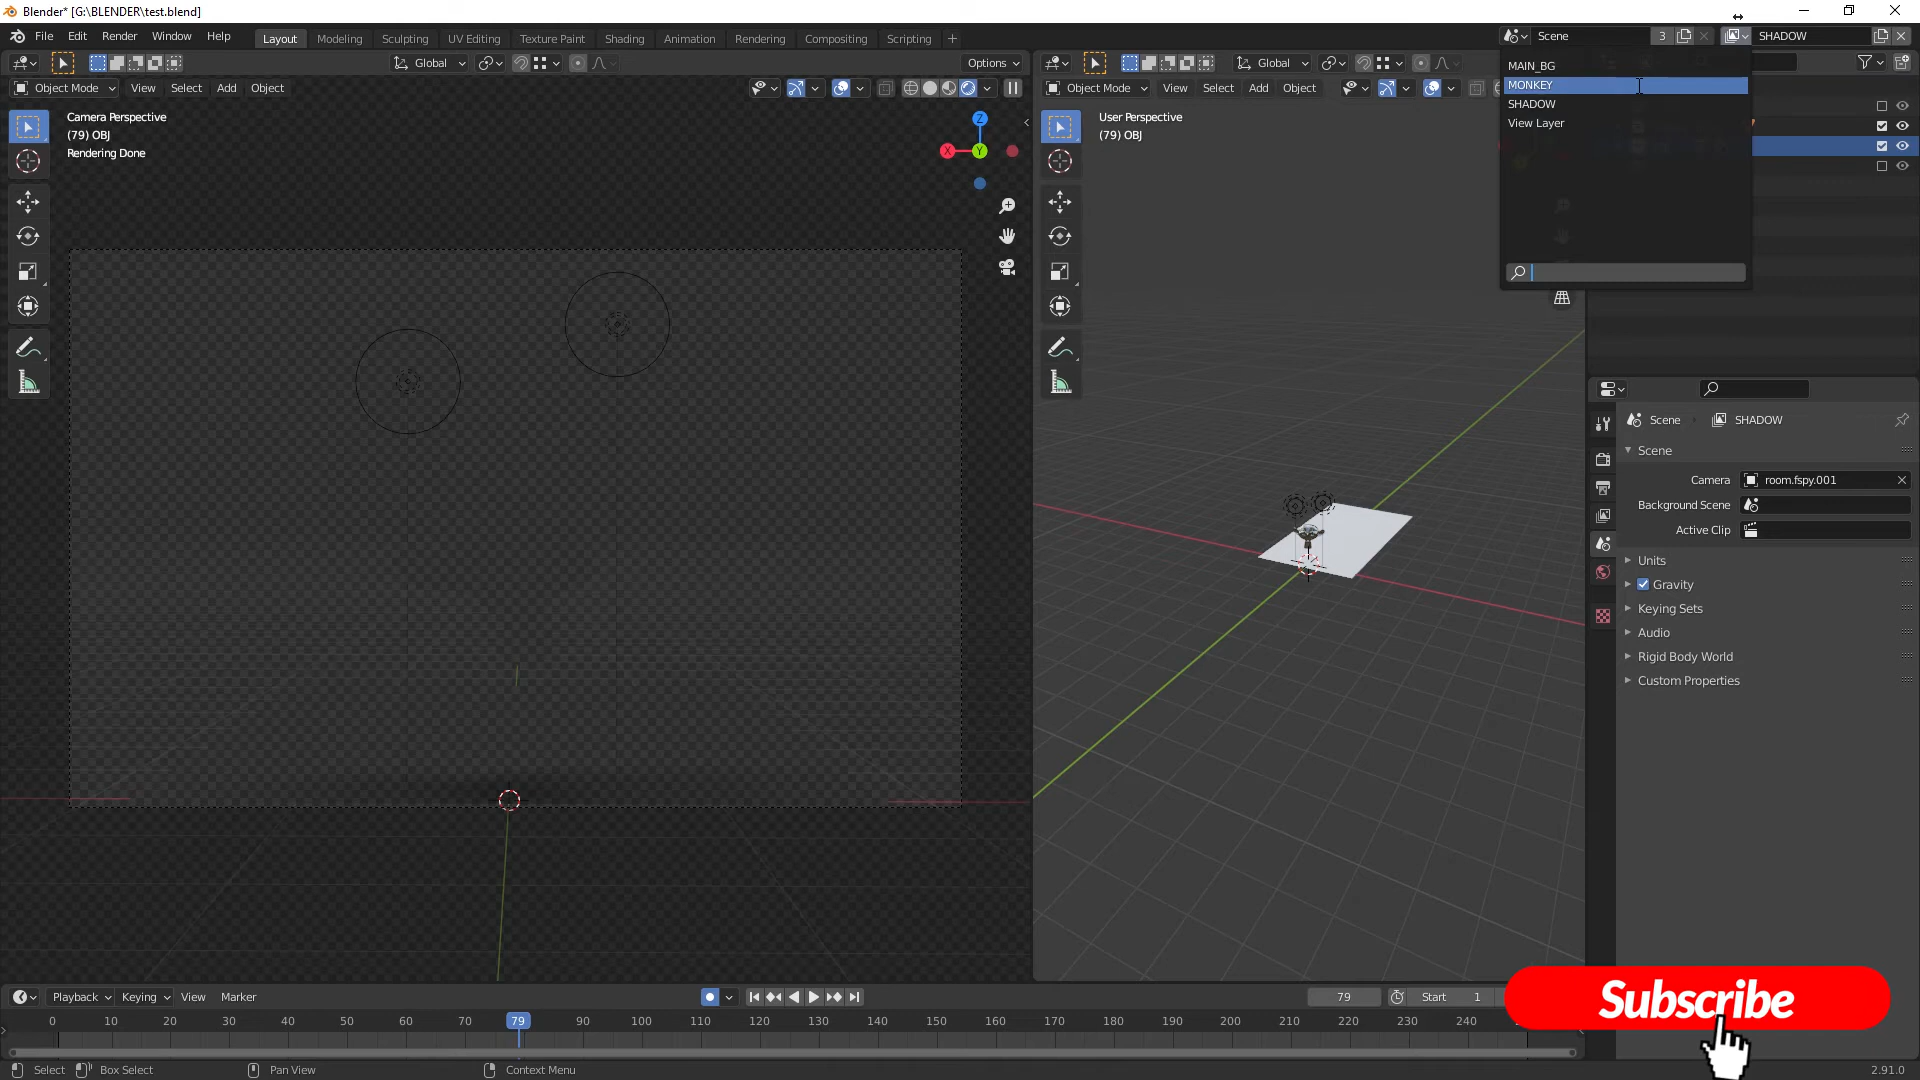 Blender* [G:\BLENDER\test.blend]
File Edit Render Window Help
Layout Modeling Sculpting UV Editing Texture Paint Shading Animation Rendering Compositing Scripting
Scene 3 SHADOW
Global Options
Global
Object Mode View Select Add Object
Object Mode View Select Add Object
MAIN_BG
MONKEY
SHADOW
View Layer
Camera Perspective
(79) OBJ
Rendering Done
Z
X
Y
User Perspective
(79) OBJ
Scene SHADOW
Scene
Camera room.fspy.001
Background Scene
Active Clip
Units
Gravity
Keying Sets
Audio
Rigid Body World
Custom Properties
Playback Keying View Marker
79 Start 1
0 10 20 30 40 50 60 70 79 90 100 110 120 130 140 150 160 170 180 190 200 210 220 230 240
Subscribe
Select Box Select Pan View Context Menu 2.91.0